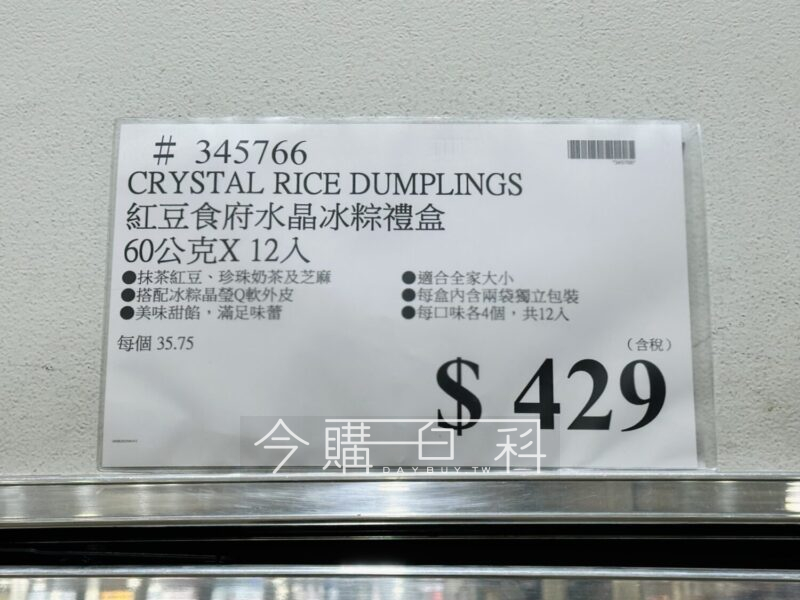 # 345766
*345766*
CRYSTAL RICE DUMPLINGS
紅豆食府水晶冰粽禮盒
60公克X 12入
●抹茶紅豆、珍珠奶茶及芝麻
●搭配冰粽晶瑩Q軟外皮
●美味甜餡，滿足味蕾
●適合全家大小
●每盒內含兩袋獨立包裝
●每口味各4個，共12入
每個 35.75
（含稅）
$ 429
今購百科
DAYBUY.TW